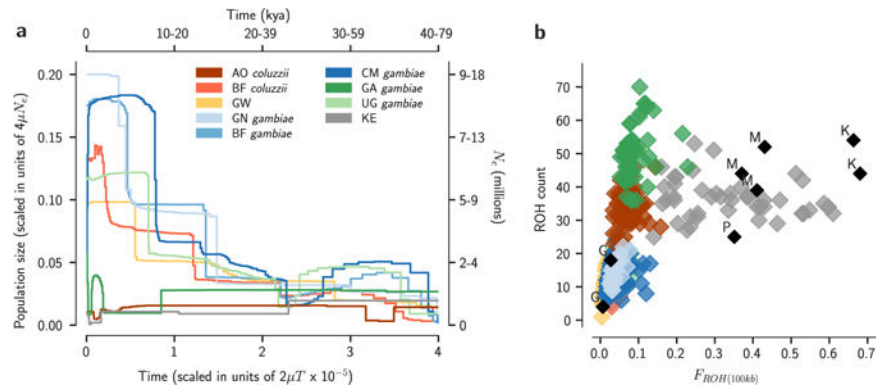 Time (kya)
a
0 10-20 20-39 30-59 40-79
0.20
0.15
0.10
0.05
0.00
Population size (scaled in units of 4μNe)
AO coluzzii
BF coluzzii
GW
GN gambiae
BF gambiae
CM gambiae
GA gambiae
UG gambiae
KE
9-18
7-13
5-9
2-4
0
Ne (millions)
0 1 2 3 4
Time (scaled in units of 2μT x 10⁻⁵)
b
70
60
50
40
30
20
10
0
ROH count
K
M
M
K
M
P
G
G
0.0 0.1 0.2 0.3 0.4 0.5 0.6 0.7
FROH(100kb)